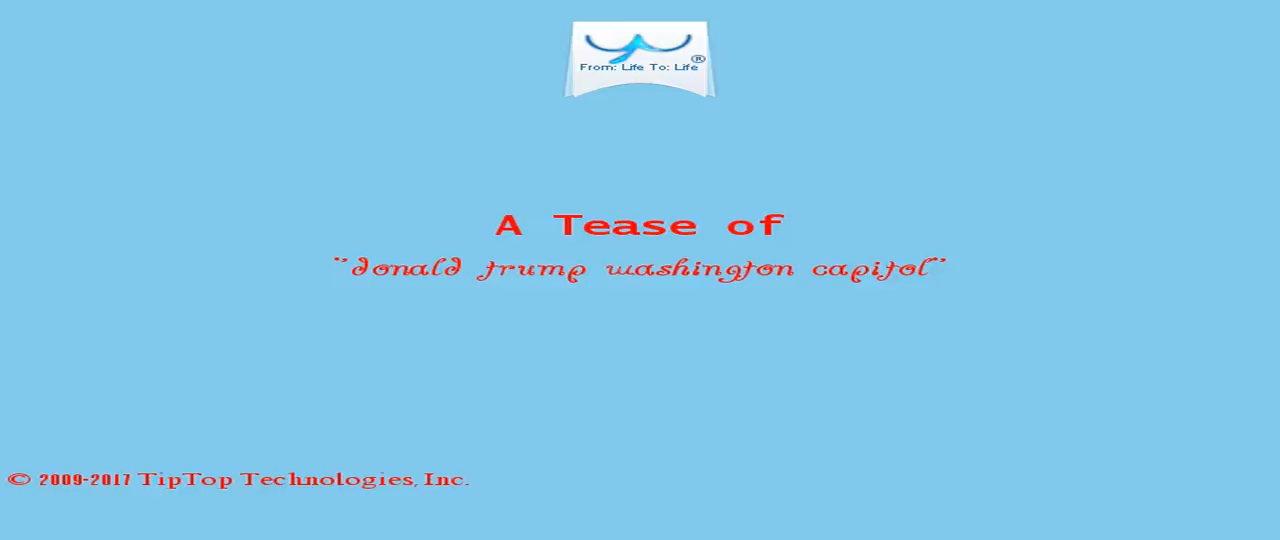 From: Life To: Life ®
A Tease of
"donald trump washington capitol"
© 2009-2017 TipTop Technologies, Inc.